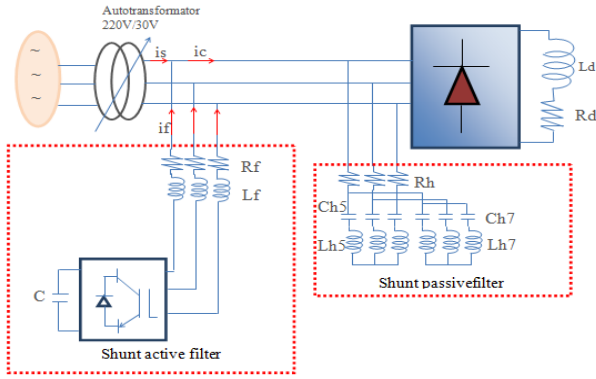 Autotransformator
220V/30V
~
~
~
is
ic
Ld
Rd
if
Rf
Lf
Rh
Ch5
Ch7
Lh5
Lh7
Shunt passivefilter
C
Shunt active filter